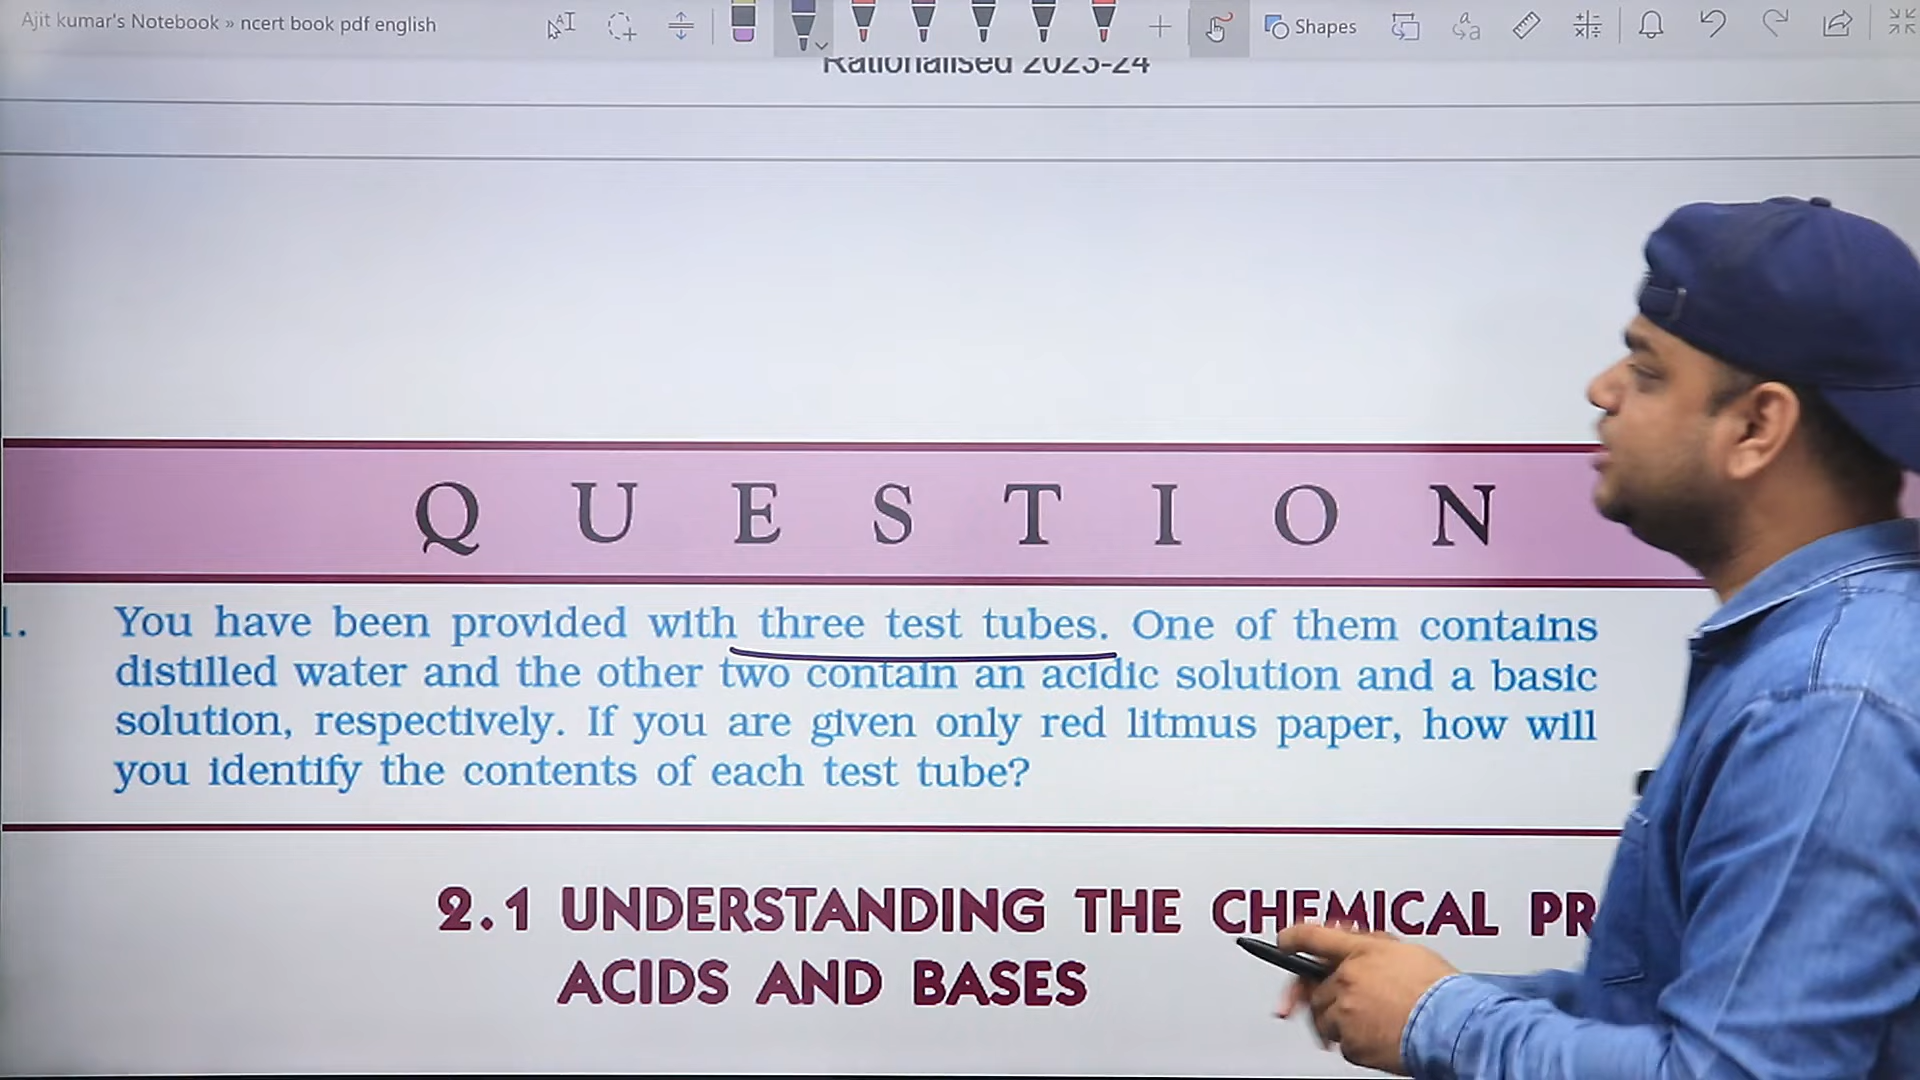 Ajit kumar's Notebook » ncert book pdf english
Shapes
Rationalised 2023-24
QUESTION
1. You have been provided with three test tubes. One of them contains
distilled water and the other two contain an acidic solution and a basic
solution, respectively. If you are given only red litmus paper, how will
you identify the contents of each test tube?
2.1 UNDERSTANDING THE CHEMICAL PR
ACIDS AND BASES